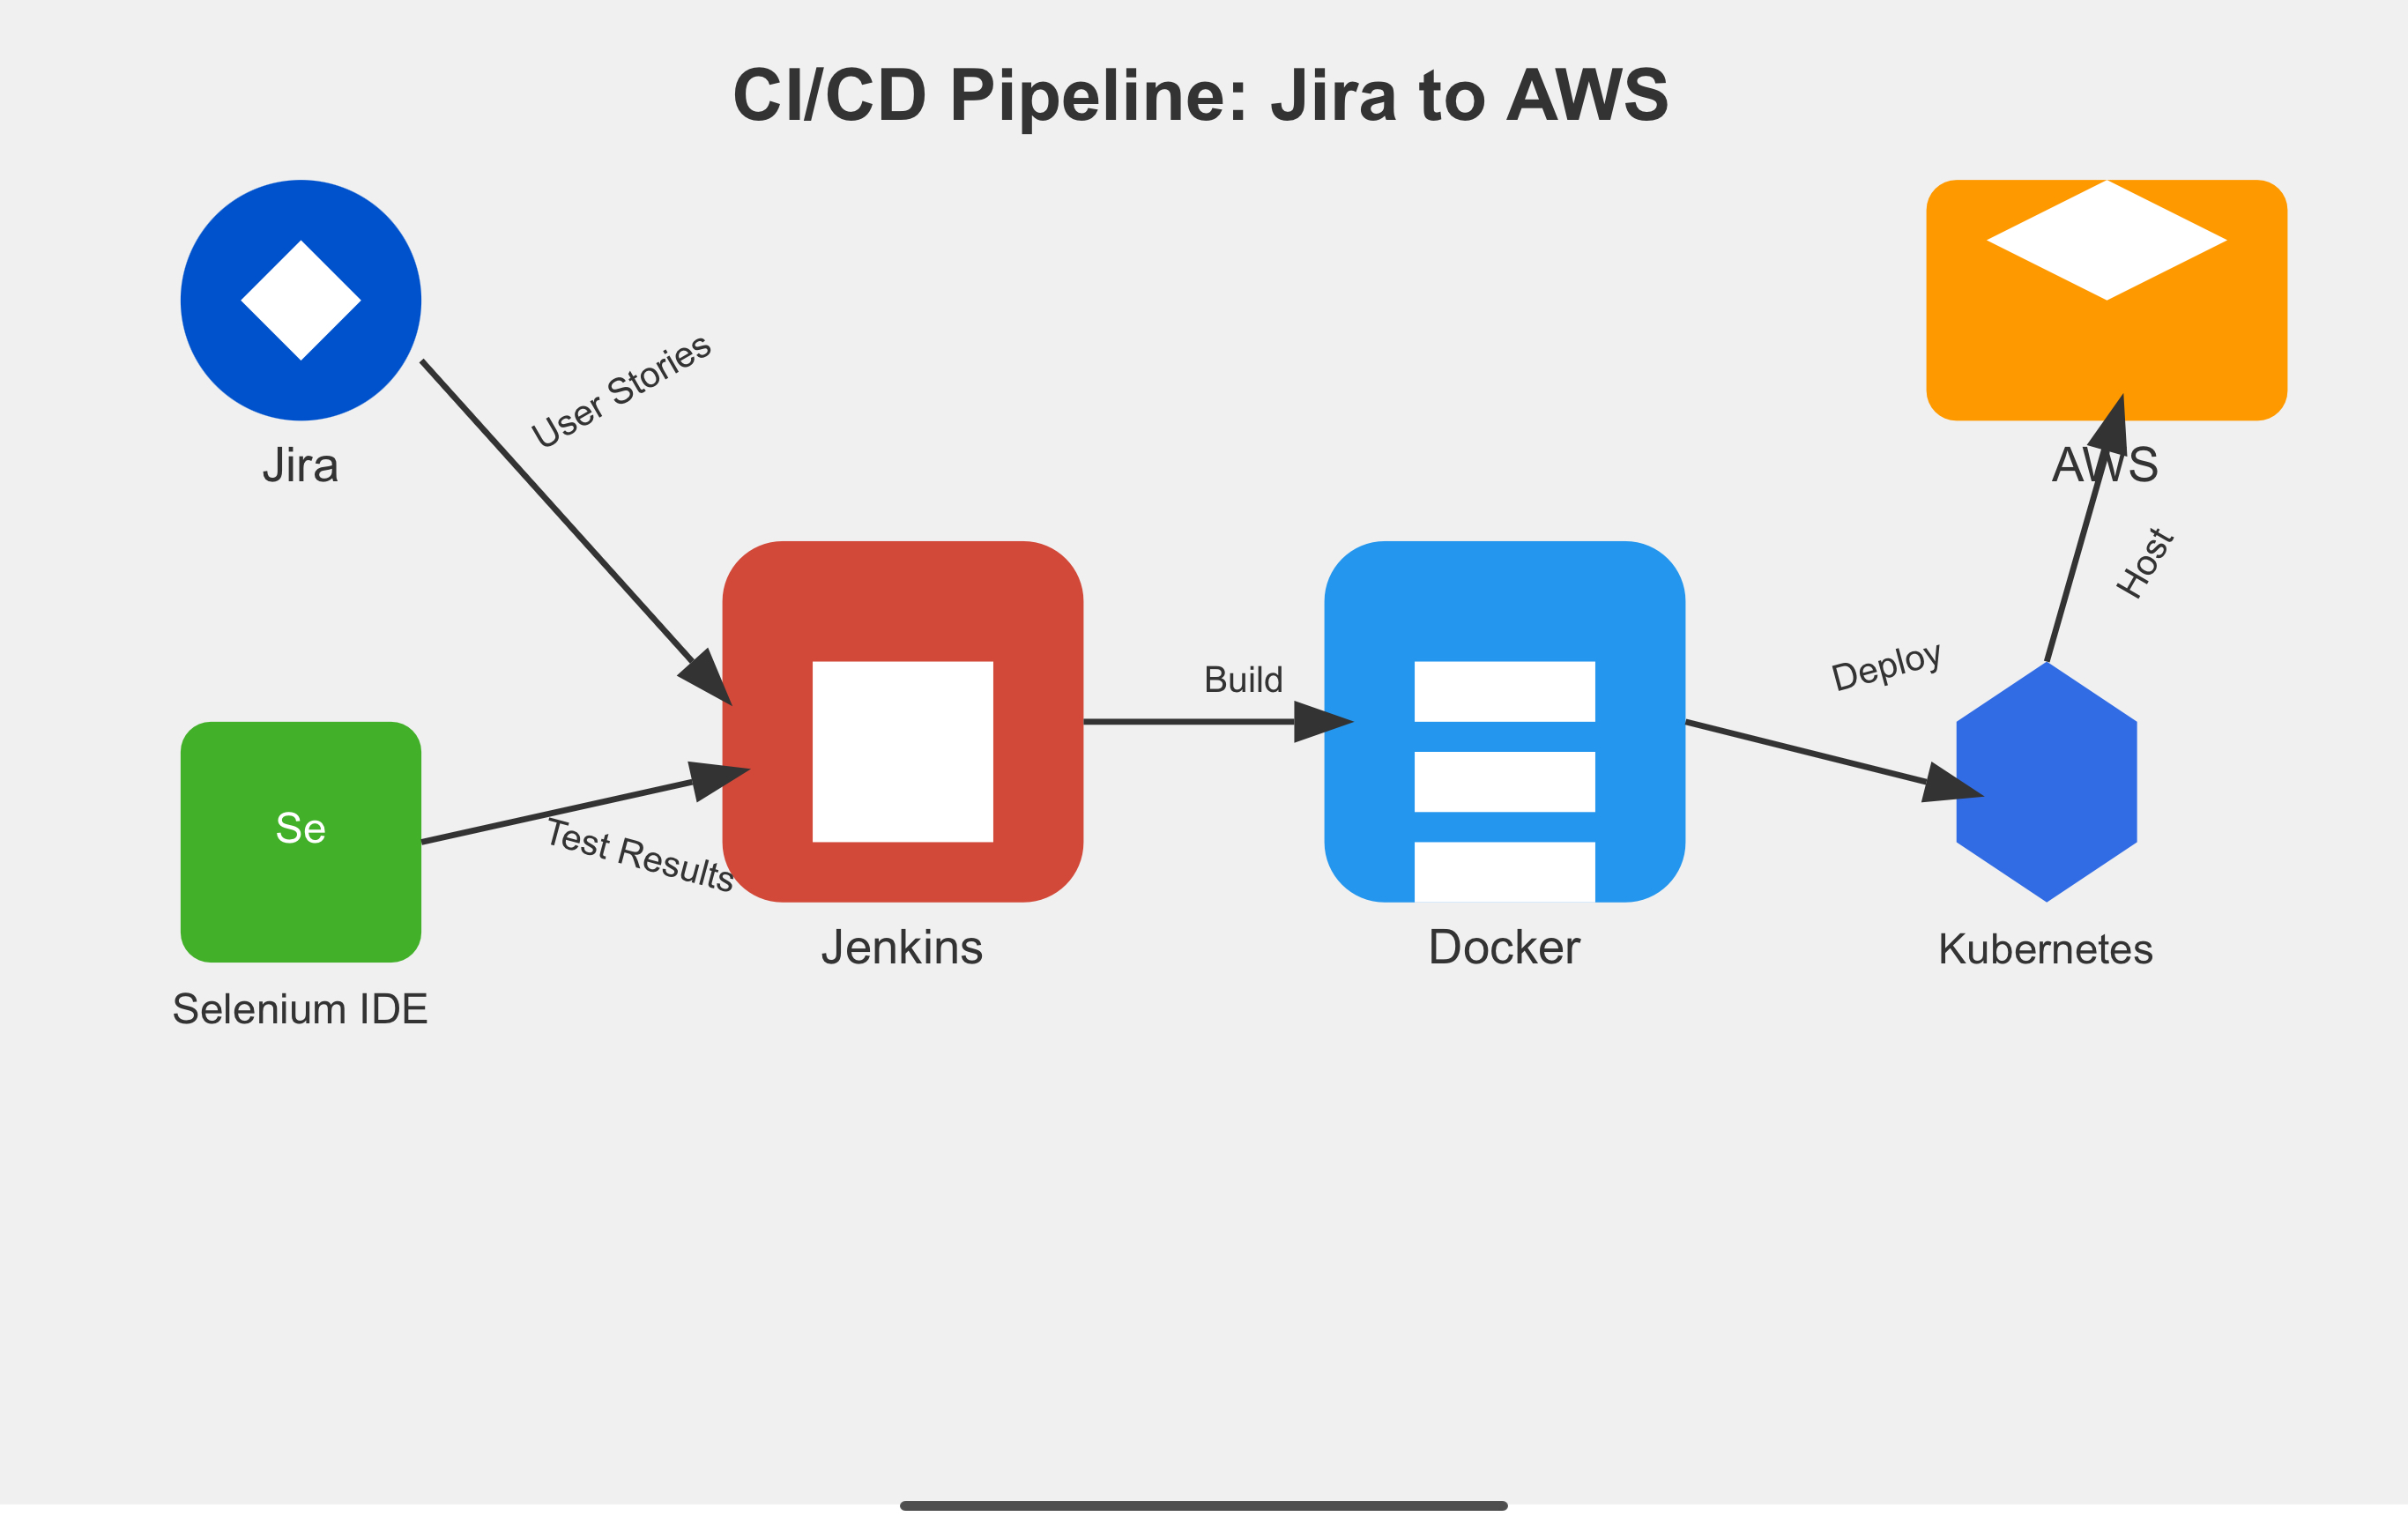 CI/CD Pipeline: Jira to AWS
User Stories
Jira
AWS
Host
Build
Deploy
Se
Test Results
Jenkins
Docker
Kubernetes
Selenium IDE